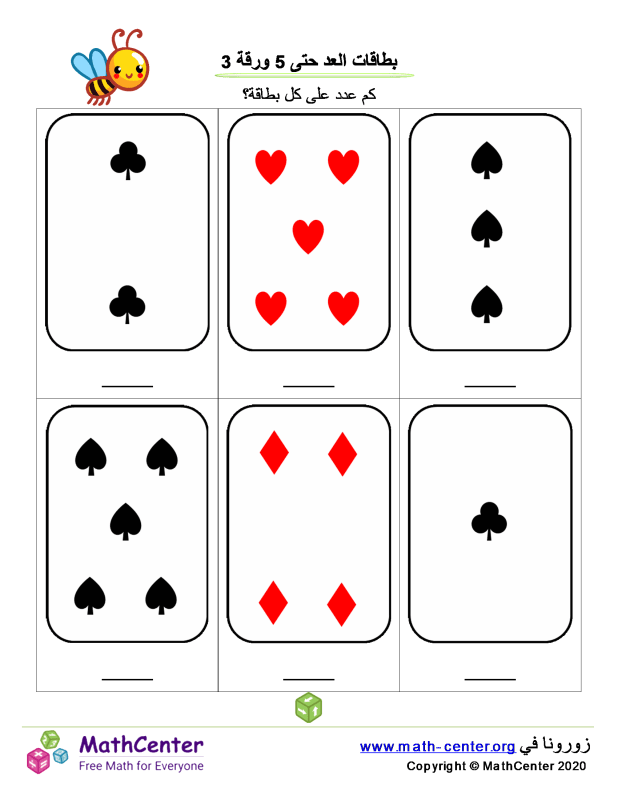 بطاقات العد حتى 5 ورقة 3
كم عدد على كل بطاقة؟
MathCenter
Free Math for Everyone
زورونا في www.math-center.org
Copyright © MathCenter 2020